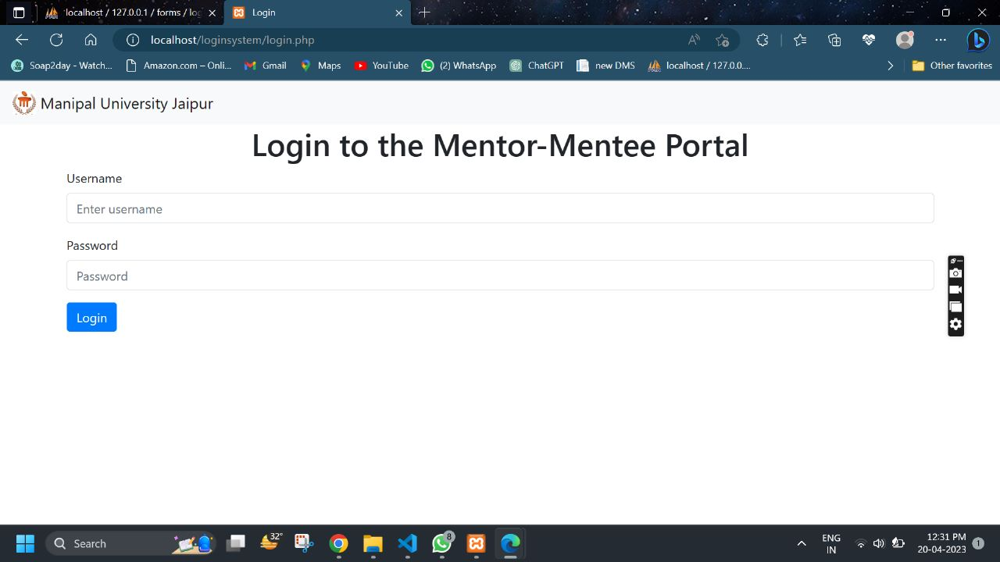 localhost / 127.0.0.1 / forms / log
Login
localhost/loginsystem/login.php
Soap2day - Watch...
Amazon.com – Onli...
Gmail
Maps
YouTube
(2) WhatsApp
ChatGPT
new DMS
localhost / 127.0.0....
Other favorites
Manipal University Jaipur
Login to the Mentor-Mentee Portal
Username
Enter username
Password
Password
Login
Search
32°
8
ENG
IN
12:31 PM
20-04-2023
1